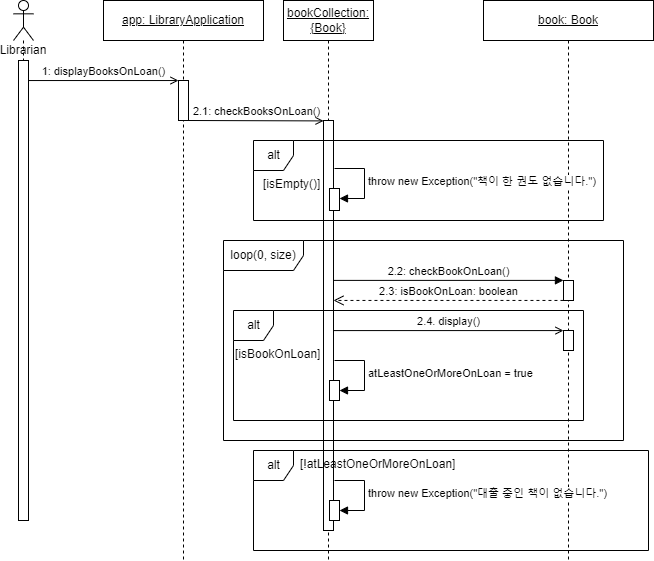 app: LibraryApplication
bookCollection:
{Book}
book: Book
Librarian
1: displayBooksOnLoan()
2.1: checkBooksOnLoan()
alt
[isEmpty()]
throw new Exception("책이 한 권도 없습니다.")
loop(0, size)
2.2: checkBookOnLoan()
2.3: isBookOnLoan: boolean
alt
2.4. display()
[isBookOnLoan]
atLeastOneOrMoreOnLoan = true
alt
[!atLeastOneOrMoreOnLoan]
throw new Exception("대출 중인 책이 없습니다.")